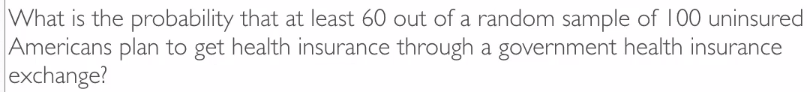 What is the probability that at least 60 out of a random sample of 100 uninsured
Americans plan to get health insurance through a government health insurance
exchange?